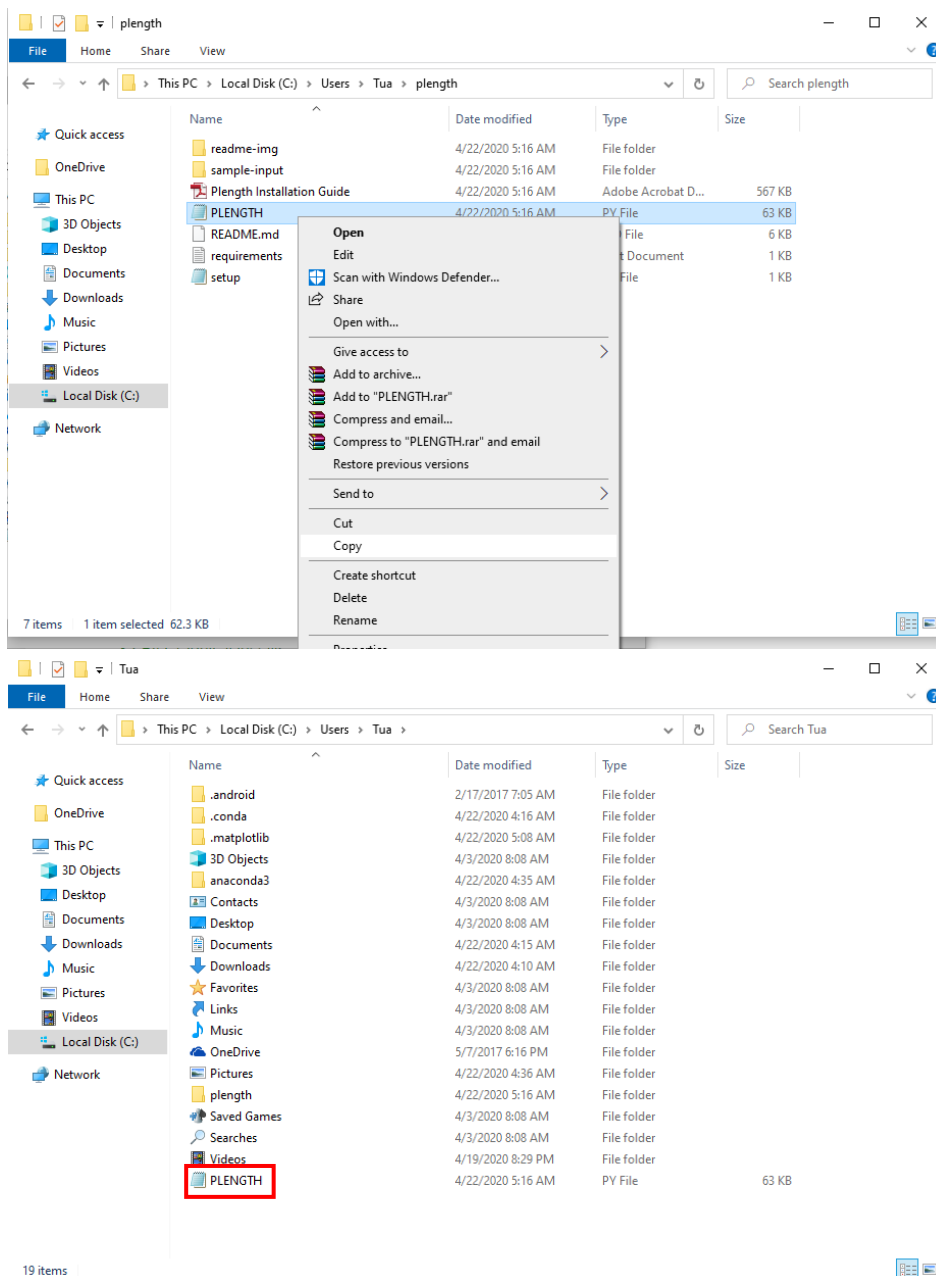 plength
File Home Share View
This PC > Local Disk (C:) > Users > Tua > plength
Search plength
Name Date modified Type Size
Quick access
OneDrive
This PC
3D Objects
Desktop
Documents
Downloads
Music
Pictures
Videos
Local Disk (C:)
Network
readme-img 4/22/2020 5:16 AM File folder
sample-input 4/22/2020 5:16 AM File folder
Plength Installation Guide 4/22/2020 5:16 AM Adobe Acrobat D... 567 KB
PLENGTH 4/22/2020 5:16 AM PY File 63 KB
README.md File 6 KB
requirements t Document 1 KB
setup File 1 KB
Open
Edit
Scan with Windows Defender...
Share
Open with...
Give access to
Add to archive...
Add to "PLENGTH.rar"
Compress and email...
Compress to "PLENGTH.rar" and email
Restore previous versions
Send to
Cut
Copy
Create shortcut
Delete
Rename
Properties
7 items 1 item selected 62.3 KB
Tua
File Home Share View
This PC > Local Disk (C:) > Users > Tua >
Search Tua
Name Date modified Type Size
Quick access
OneDrive
This PC
3D Objects
Desktop
Documents
Downloads
Music
Pictures
Videos
Local Disk (C:)
Network
.android 2/17/2017 7:05 AM File folder
.conda 4/22/2020 4:16 AM File folder
.matplotlib 4/22/2020 5:08 AM File folder
3D Objects 4/3/2020 8:08 AM File folder
anaconda3 4/22/2020 4:35 AM File folder
Contacts 4/3/2020 8:08 AM File folder
Desktop 4/3/2020 8:08 AM File folder
Documents 4/22/2020 4:15 AM File folder
Downloads 4/22/2020 4:10 AM File folder
Favorites 4/3/2020 8:08 AM File folder
Links 4/3/2020 8:08 AM File folder
Music 4/3/2020 8:08 AM File folder
OneDrive 5/7/2017 6:16 PM File folder
Pictures 4/22/2020 4:36 AM File folder
plength 4/22/2020 5:16 AM File folder
Saved Games 4/3/2020 8:08 AM File folder
Searches 4/3/2020 8:08 AM File folder
Videos 4/19/2020 8:29 PM File folder
PLENGTH 4/22/2020 5:16 AM PY File 63 KB
19 items